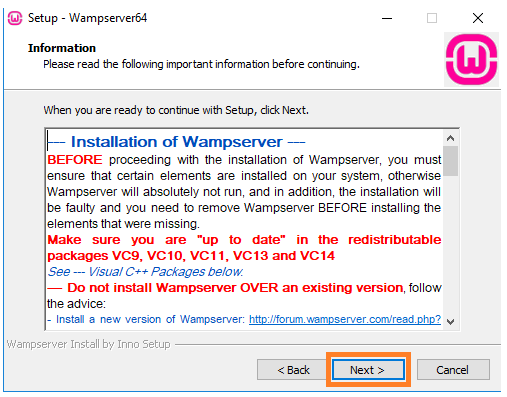 Setup - Wampserver64
Information
Please read the following important information before continuing.
When you are ready to continue with Setup, click Next.
--- Installation of Wampserver ---
BEFORE proceeding with the installation of Wampserver, you must
ensure that certain elements are installed on your system, otherwise
Wampserver will absolutely not run, and in addition, the installation will
be faulty and you need to remove Wampserver BEFORE installing the
elements that were missing.
Make sure you are "up to date" in the redistributable
packages VC9, VC10, VC11, VC13 and VC14
See --- Visual C++ Packages below.
--- Do not install Wampserver OVER an existing version, follow
the advice:
- Install a new version of Wampserver: http://forum.wampserver.com/read.php?
Wampserver Install by Inno Setup
< Back
Next >
Cancel